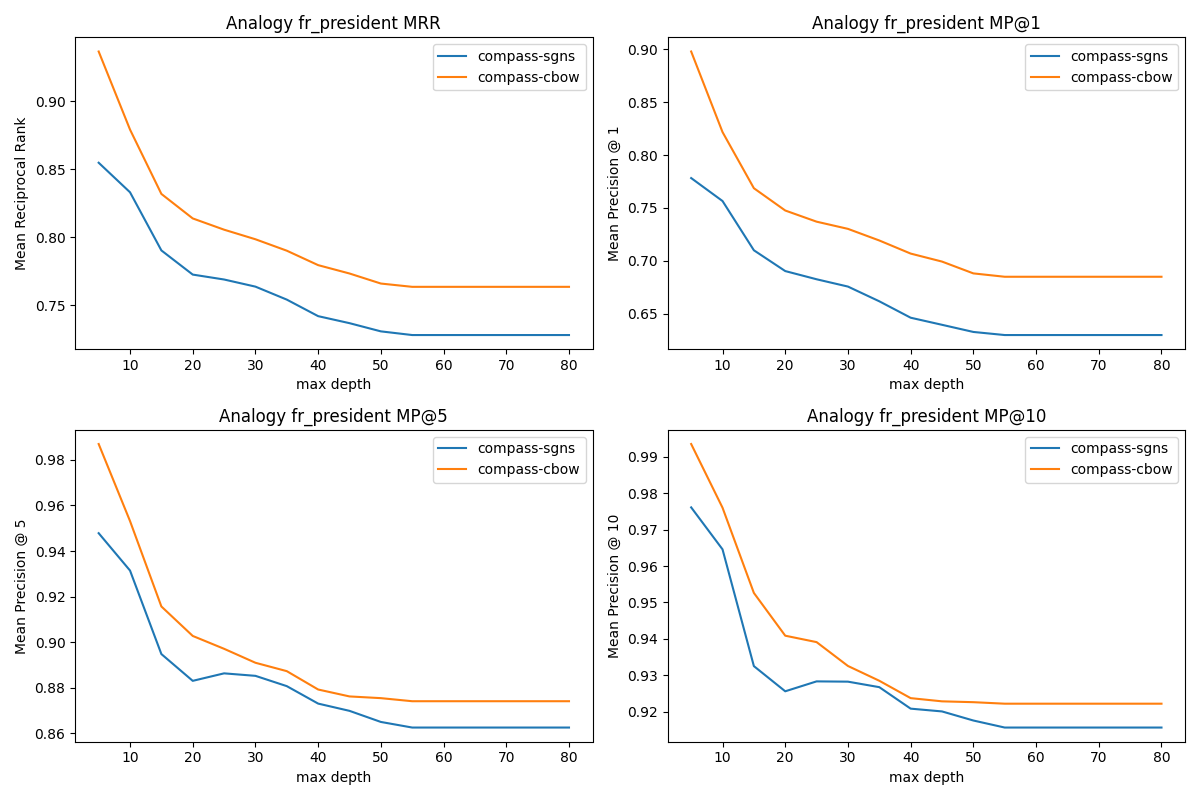 Analogy fr_president MRR
Mean Reciprocal Rank
0.90
0.85
0.80
0.75
compass-sgns
compass-cbow
10 20 30 40 50 60 70 80
max depth
Analogy fr_president MP@1
Mean Precision @ 1
0.90
0.85
0.80
0.75
0.70
0.65
compass-sgns
compass-cbow
10 20 30 40 50 60 70 80
max depth
Analogy fr_president MP@5
Mean Precision @ 5
0.98
0.96
0.94
0.92
0.90
0.88
0.86
compass-sgns
compass-cbow
10 20 30 40 50 60 70 80
max depth
Analogy fr_president MP@10
Mean Precision @ 10
0.99
0.98
0.97
0.96
0.95
0.94
0.93
0.92
compass-sgns
compass-cbow
10 20 30 40 50 60 70 80
max depth